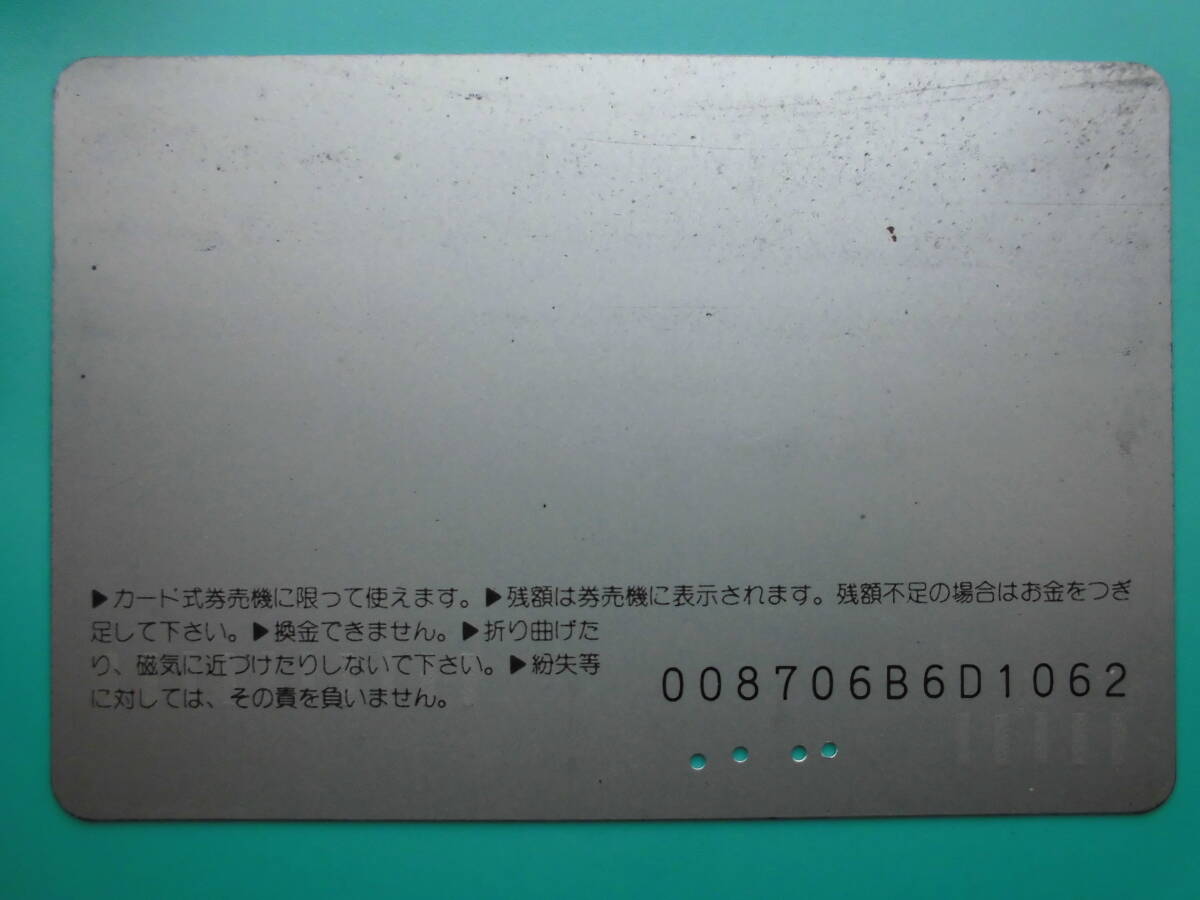 ▶カード式券売機に限って使えます。▶残額は券売機に表示されます。残額不足の場合はお金をつぎ
足して下さい。▶換金できません。▶折り曲げた
り、磁気に近づけたりしないで下さい。▶紛失等
に対しては、その責を負いません。
008706B6D1062